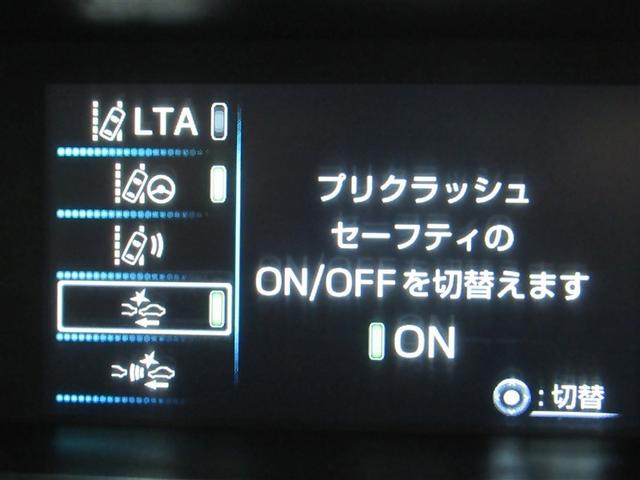 LTA
プリクラッシュ
セーフティの
ON/OFFを切替えます
ON
:切替